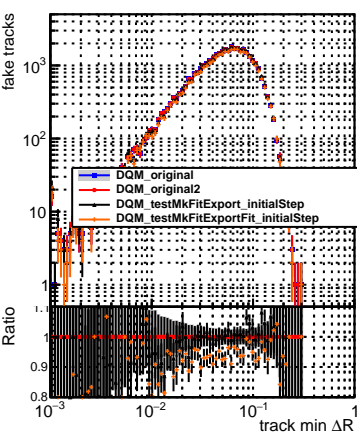 fake tracks
10³
10²
10
1
DQM_original
DQM_original2
DQM_testMkFitExport_initialStep
DQM_testMkFitExportFit_initialStep
Ratio
1.1
1
0.9
0.8
10⁻³ 10⁻² 10⁻¹ 1
track min ΔR